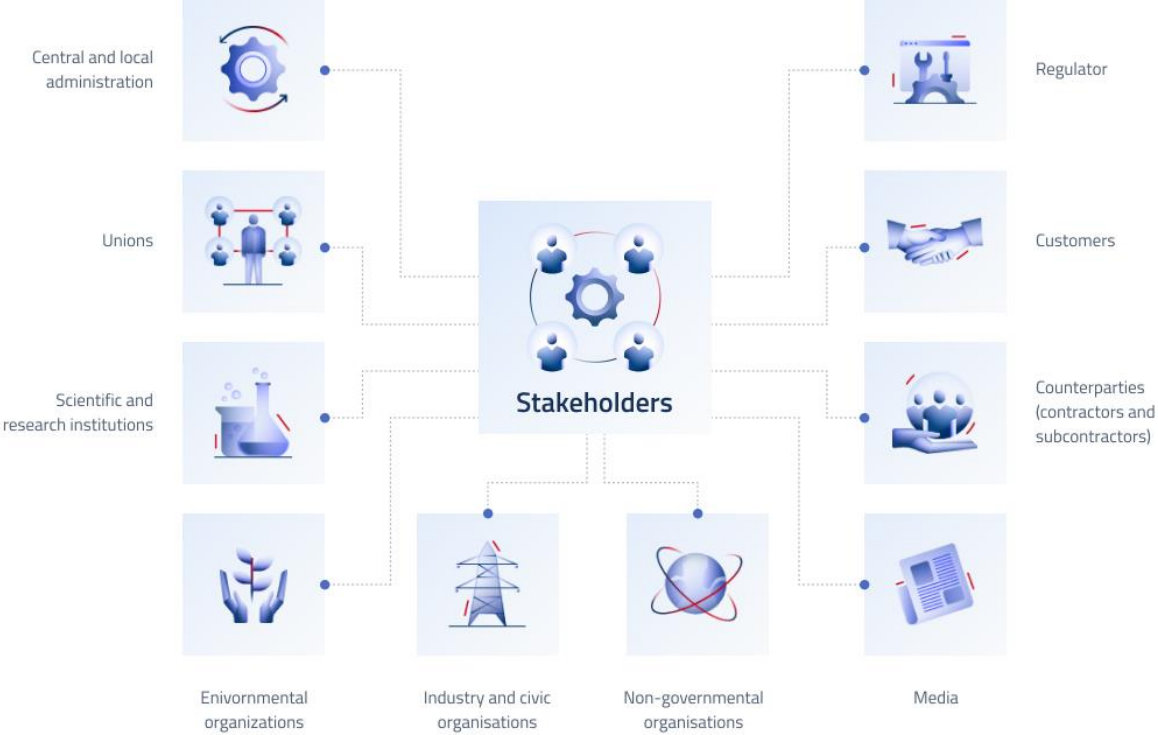 Central and local
administration
Regulator
Unions
Customers
Stakeholders
Scientific and
research institutions
Counterparties
(contractors and
subcontractors)
Enivornmental
organizations
Industry and civic
organisations
Non-governmental
organisations
Media